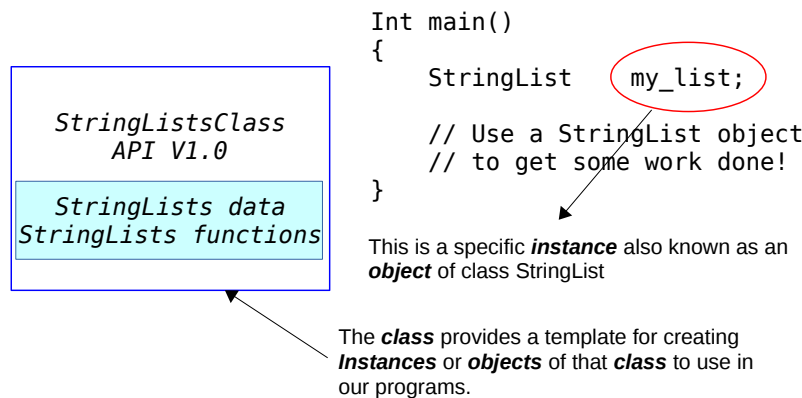 Int main()
{
StringList my_list;
// Use a StringList object
// to get some work done!
}
StringListsClass
API V1.0
StringLists data
StringLists functions
This is a specific instance also known as an
object of class StringList
The class provides a template for creating
Instances or objects of that class to use in
our programs.